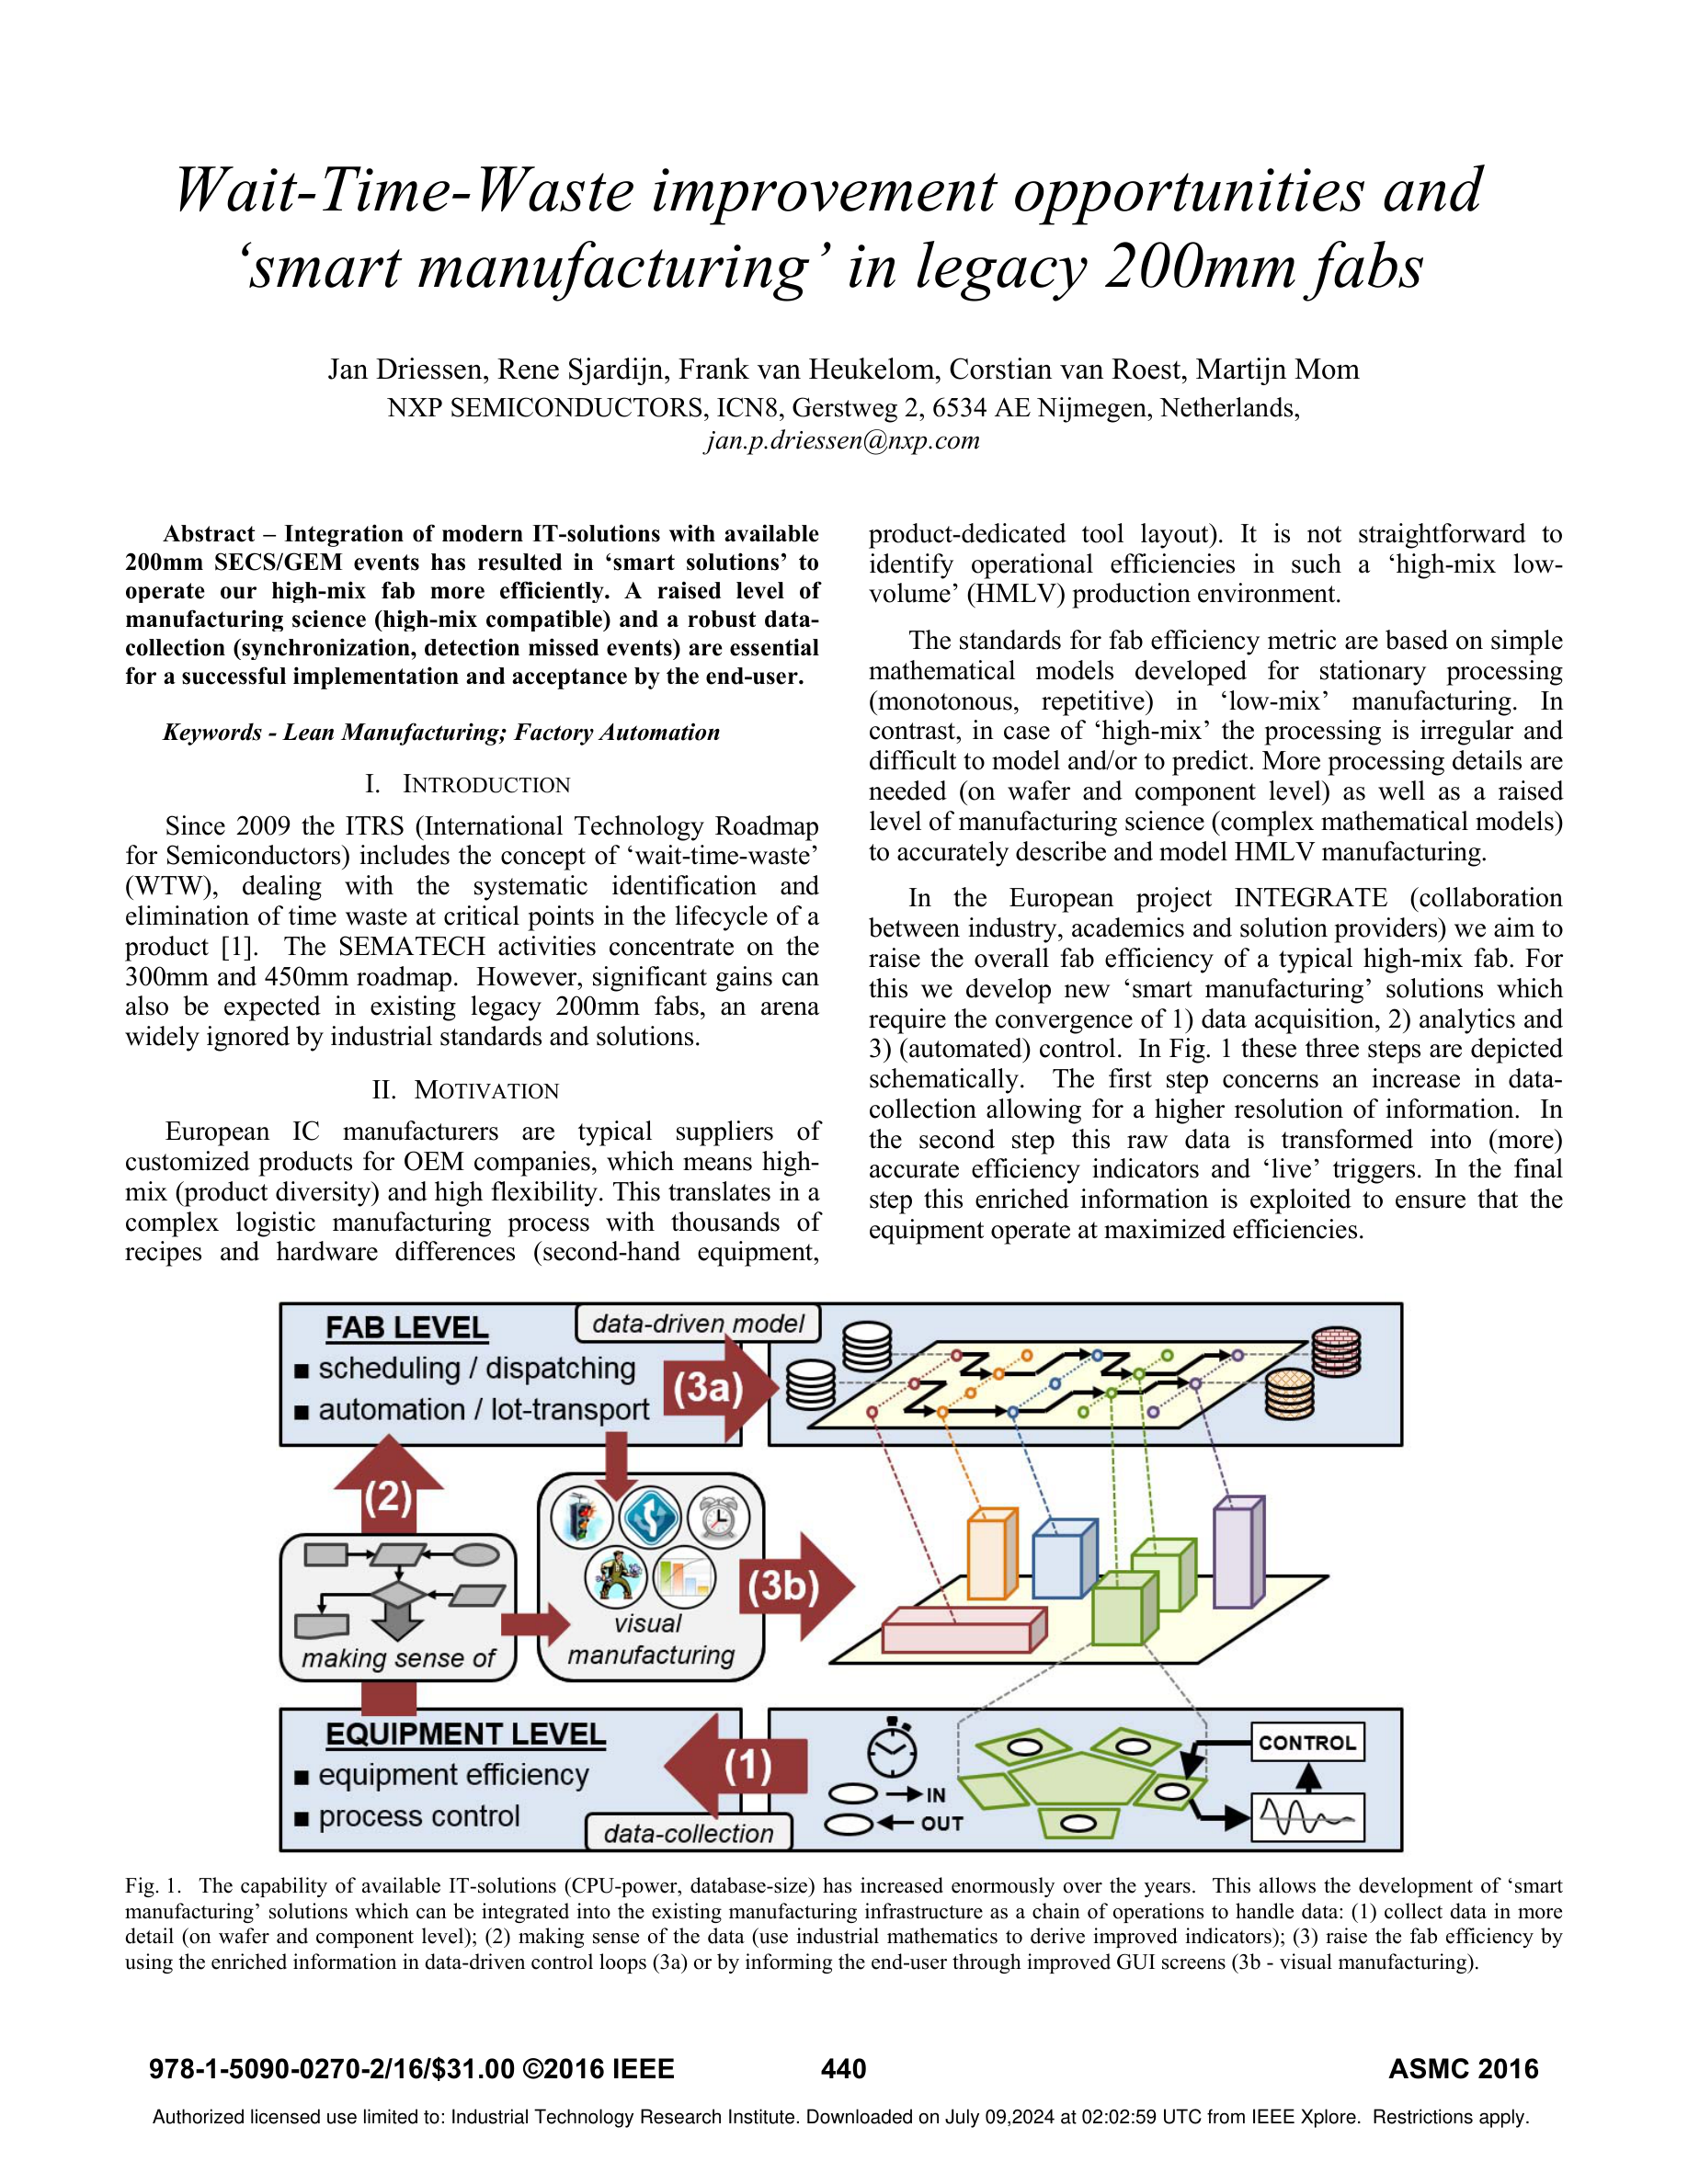 Wait-Time-Waste improvement opportunities and
‘smart manufacturing’ in legacy 200mm fabs
Jan Driessen, Rene Sjardijn, Frank van Heukelom, Corstian van Roest, Martijn Mom
NXP SEMICONDUCTORS, ICN8, Gerstweg 2, 6534 AE Nijmegen, Netherlands,
jan.p.driessen@nxp.com
Abstract – Integration of modern IT-solutions with available
200mm SECS/GEM events has resulted in ‘smart solutions’ to
operate our high-mix fab more efficiently. A raised level of
manufacturing science (high-mix compatible) and a robust data-
collection (synchronization, detection missed events) are essential
for a successful implementation and acceptance by the end-user.
Keywords - Lean Manufacturing; Factory Automation
I. INTRODUCTION
Since 2009 the ITRS (International Technology Roadmap
for Semiconductors) includes the concept of ‘wait-time-waste’
(WTW), dealing with the systematic identification and
elimination of time waste at critical points in the lifecycle of a
product [1]. The SEMATECH activities concentrate on the
300mm and 450mm roadmap. However, significant gains can
also be expected in existing legacy 200mm fabs, an arena
widely ignored by industrial standards and solutions.
II. MOTIVATION
European IC manufacturers are typical suppliers of
customized products for OEM companies, which means high-
mix (product diversity) and high flexibility. This translates in a
complex logistic manufacturing process with thousands of
recipes and hardware differences (second-hand equipment,
product-dedicated tool layout). It is not straightforward to
identify operational efficiencies in such a ‘high-mix low-
volume’ (HMLV) production environment.
The standards for fab efficiency metric are based on simple
mathematical models developed for stationary processing
(monotonous, repetitive) in ‘low-mix’ manufacturing. In
contrast, in case of ‘high-mix’ the processing is irregular and
difficult to model and/or to predict. More processing details are
needed (on wafer and component level) as well as a raised
level of manufacturing science (complex mathematical models)
to accurately describe and model HMLV manufacturing.
In the European project INTEGRATE (collaboration
between industry, academics and solution providers) we aim to
raise the overall fab efficiency of a typical high-mix fab. For
this we develop new ‘smart manufacturing’ solutions which
require the convergence of 1) data acquisition, 2) analytics and
3) (automated) control. In Fig. 1 these three steps are depicted
schematically. The first step concerns an increase in data-
collection allowing for a higher resolution of information. In
the second step this raw data is transformed into (more)
accurate efficiency indicators and ‘live’ triggers. In the final
step this enriched information is exploited to ensure that the
equipment operate at maximized efficiencies.
FAB LEVEL
data-driven model
■ scheduling / dispatching
■ automation / lot-transport
(3a)
(2)
making sense of
visual
manufacturing
(3b)
EQUIPMENT LEVEL
■ equipment efficiency
■ process control
(1)
data-collection
IN
OUT
CONTROL
Fig. 1. The capability of available IT-solutions (CPU-power, database-size) has increased enormously over the years. This allows the development of ‘smart
manufacturing’ solutions which can be integrated into the existing manufacturing infrastructure as a chain of operations to handle data: (1) collect data in more
detail (on wafer and component level); (2) making sense of the data (use industrial mathematics to derive improved indicators); (3) raise the fab efficiency by
using the enriched information in data-driven control loops (3a) or by informing the end-user through improved GUI screens (3b - visual manufacturing).
978-1-5090-0270-2/16/$31.00 ©2016 IEEE
440
ASMC 2016
Authorized licensed use limited to: Industrial Technology Research Institute. Downloaded on July 09,2024 at 02:02:59 UTC from IEEE Xplore. Restrictions apply.